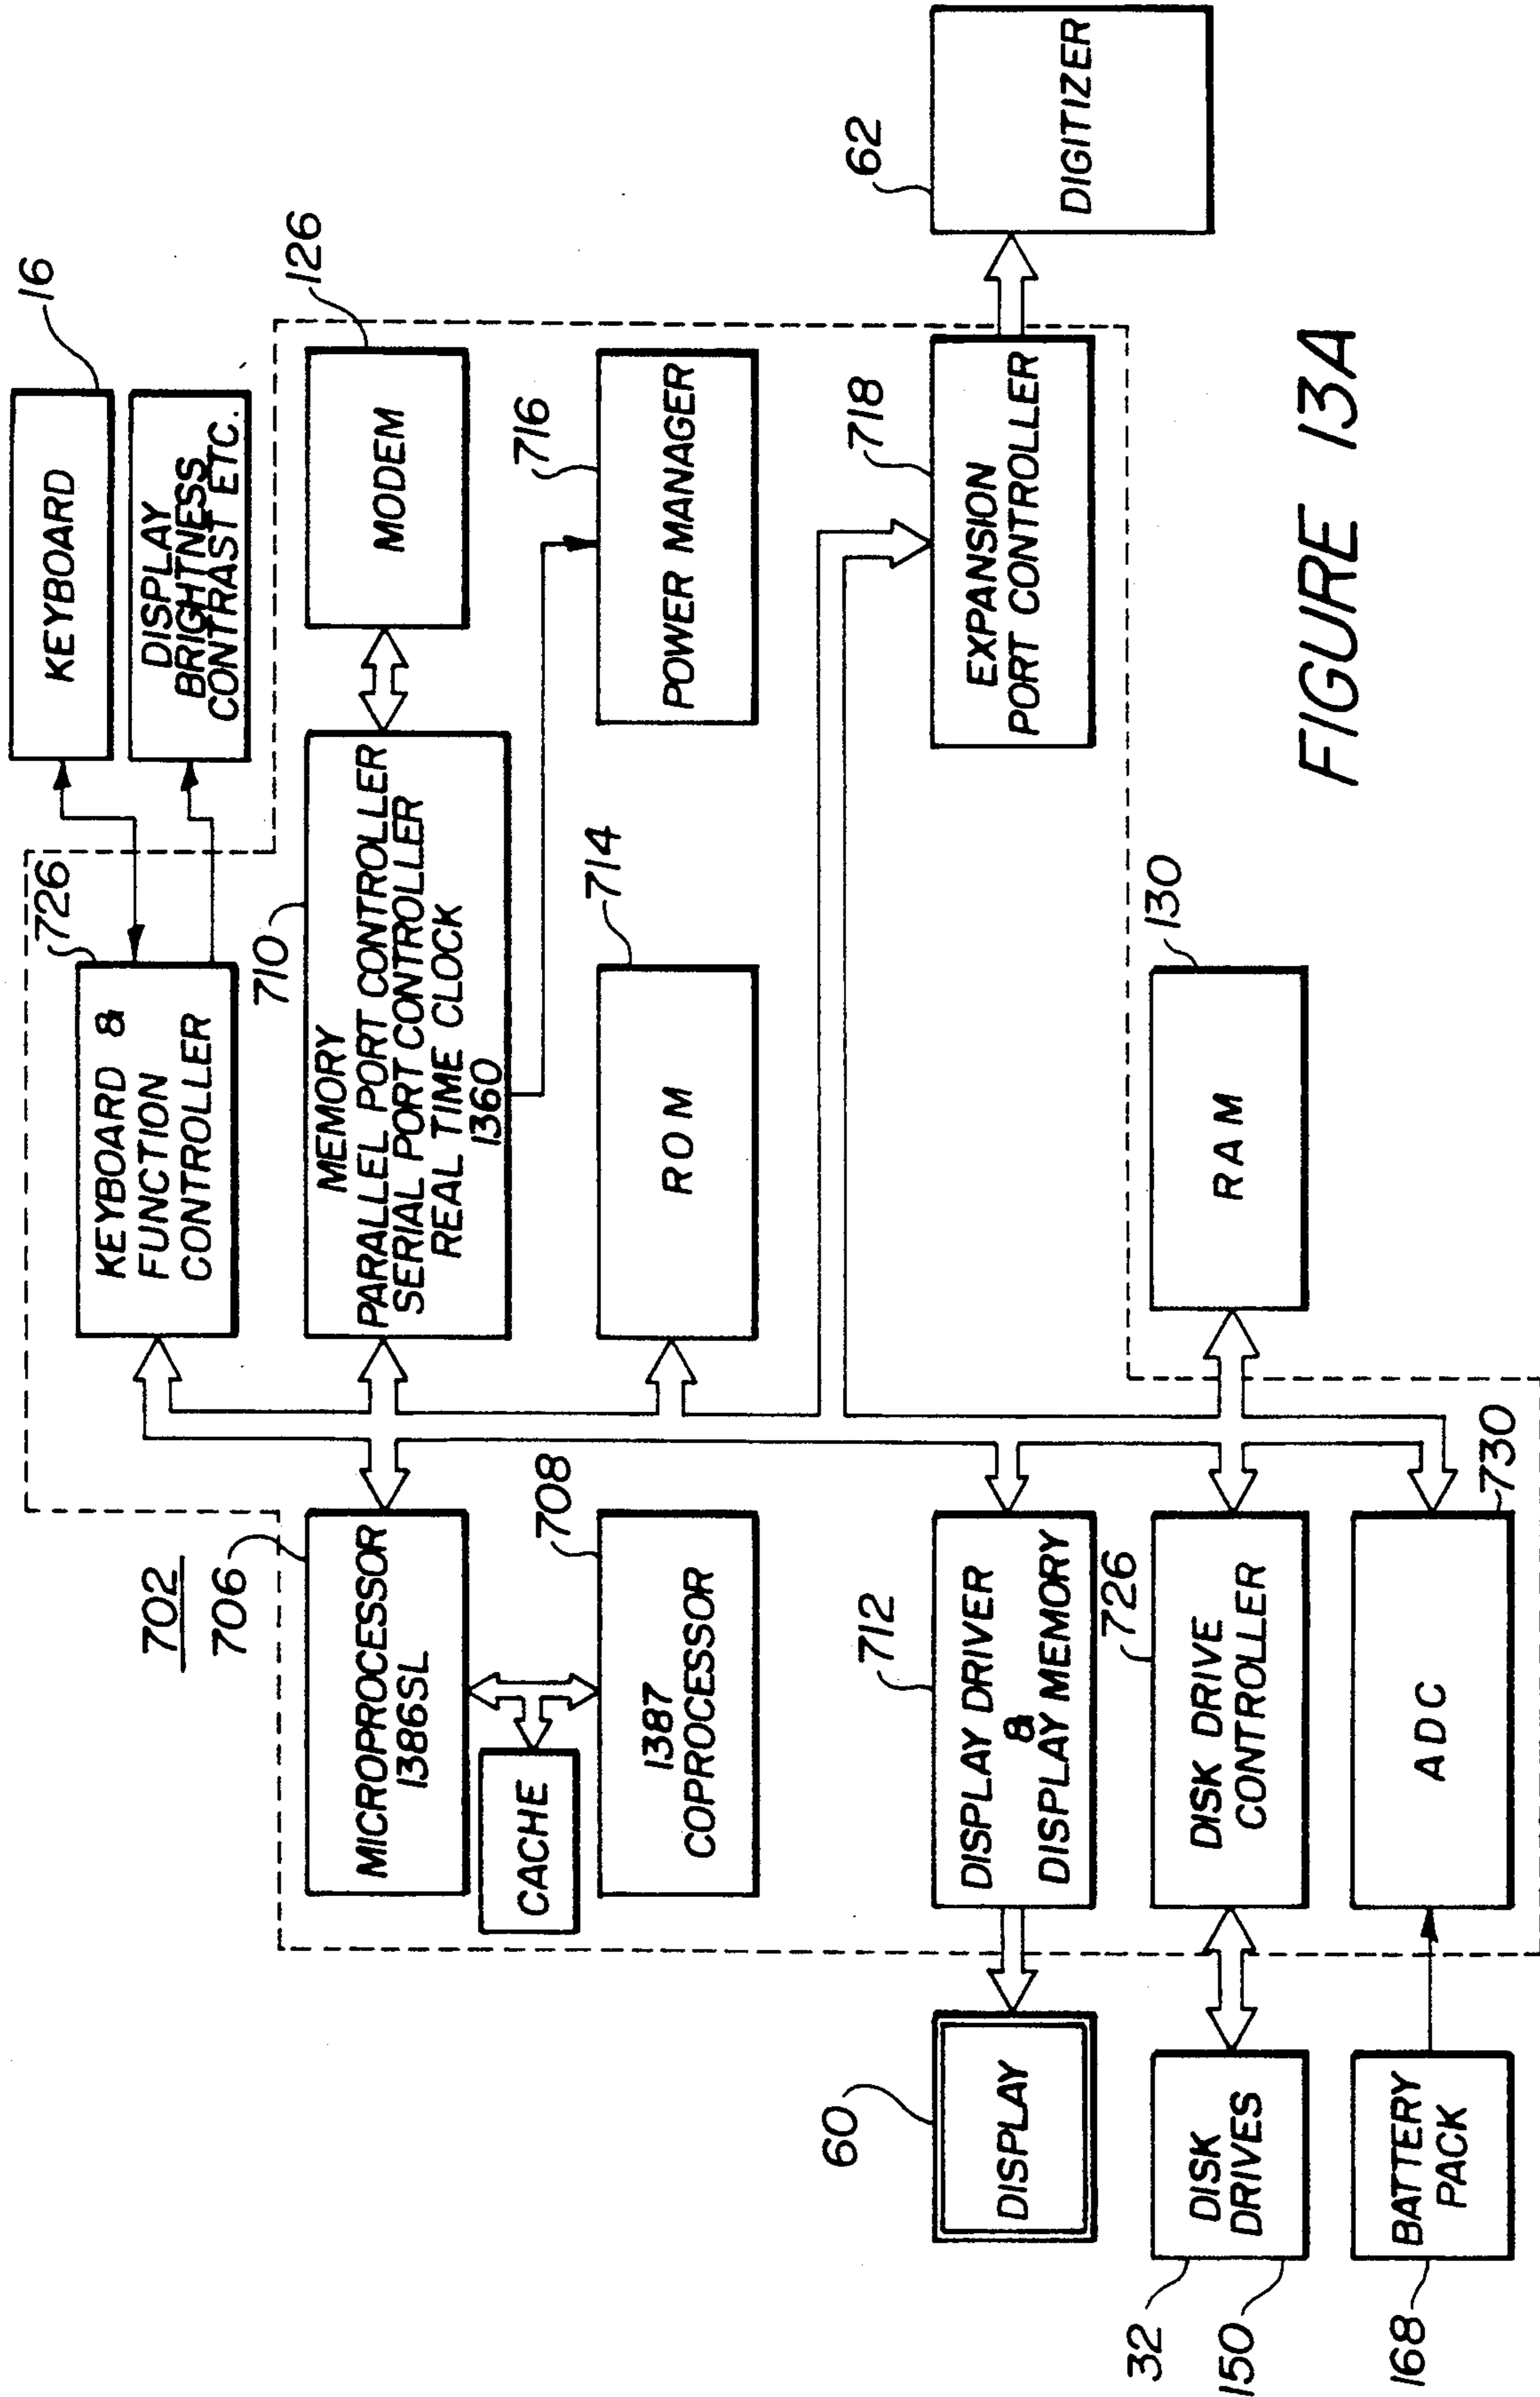 702
706
MICROPROCESSOR
1386SL
CACHE
708
1387
COPROCESSOR
726
KEYBOARD &
FUNCTION
CONTROLLER
16
KEYBOARD
DISPLAY
BRIGHTNESS
CONTRAST ETC.
710
MEMORY
PARALLEL PORT CONTROLLER
SERIAL PORT CONTROLLER
REAL TIME CLOCK
1360
126
MODEM
714
ROM
716
POWER MANAGER
718
EXPANSION
PORT CONTROLLER
62
DIGITIZER
60
DISPLAY
712
DISPLAY DRIVER
&
DISPLAY MEMORY
32
150
DISK
DRIVES
726
DISK DRIVE
CONTROLLER
130
RAM
168
BATTERY
PACK
730
ADC
FIGURE 13A